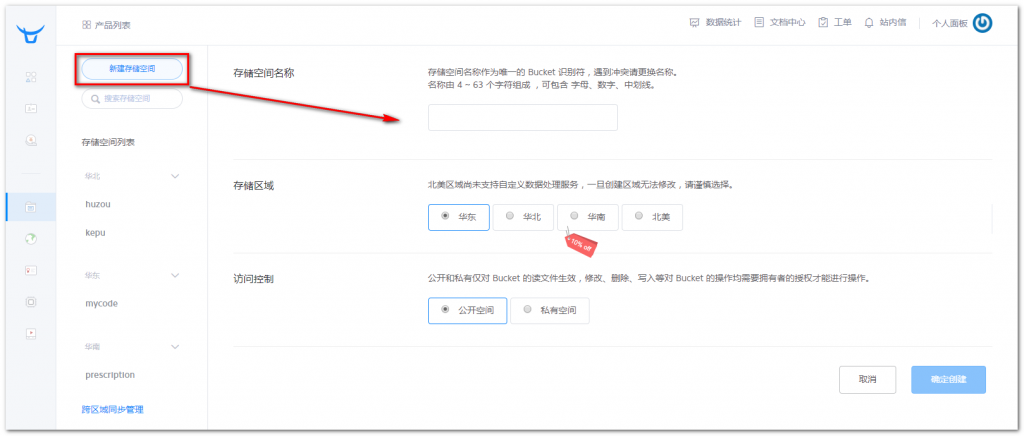 产品列表
数据统计
文档中心
工单
站内信
个人面板
新建存储空间
搜索存储空间
存储空间列表
华北
huzou
kepu
华东
mycode
华南
prescription
跨区域同步管理
存储空间名称
存储空间名称作为唯一的 Bucket 识别符，遇到冲突请更换名称。
名称由 4 ~ 63 个字符组成 ，可包含 字母、数字、中划线。
存储区域
北美区域尚未支持自定义数据处理服务，一旦创建区域无法修改，请谨慎选择。
华东
华北
华南
北美
10% off
访问控制
公开和私有仅对 Bucket 的读文件生效，修改、删除、写入等对 Bucket 的操作均需要拥有者的授权才能进行操作。
公开空间
私有空间
取消
确定创建